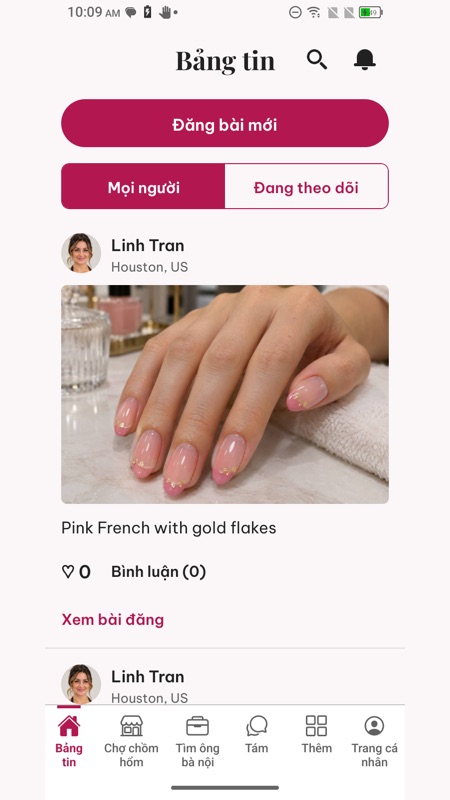 10:09 AM
49
Bảng tin
Đăng bài mới
Mọi người
Đang theo dõi
Linh Tran
Houston, US
Pink French with gold flakes
♡ 0
Bình luận (0)
Xem bài đăng
Linh Tran
Houston, US
Bảng tin
Chợ chồm hổm
Tìm ông bà nội
Tám
Thêm
Trang cá nhân